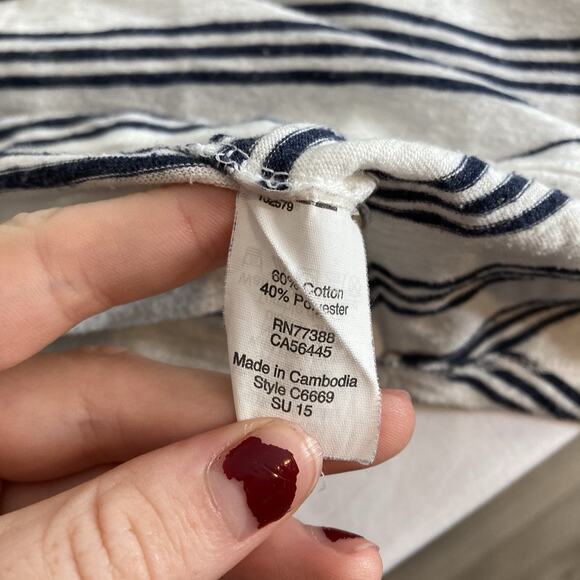 60% Cotton
40% Polyester
RN77388
CA56445
Made in Cambodia
Style C6669
SU 15